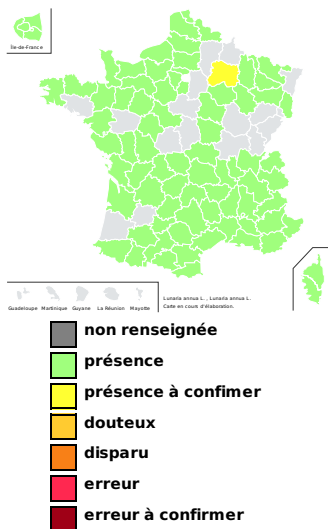 Île-de-France
Guadeloupe Martinique Guyane La Réunion Mayotte
Lunaria annua L. , Lunaria annua L.
Carte en cours d'élaboration.
non renseignée
présence
présence à confimer
douteux
disparu
erreur
erreur à confirmer